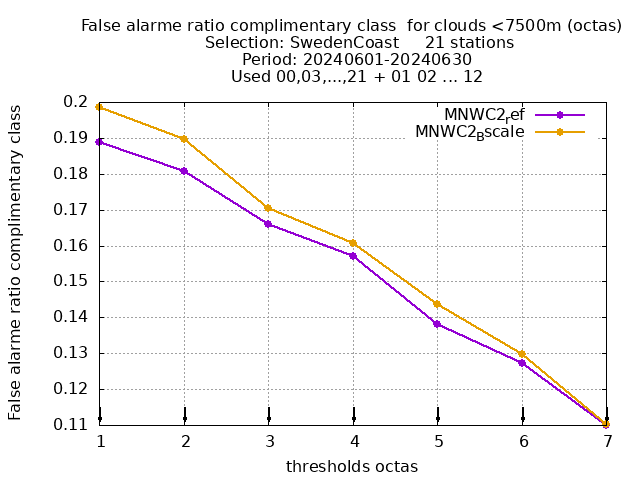 False alarme ratio complimentary class  for clouds <7500m (octas)
Selection: SwedenCoast     21 stations
Period: 20240601-20240630
Used 00,03,...,21 + 01 02 ... 12
MNWC2ref
MNWC2Bscale
False alarme ratio complimentary class
0.2
0.19
0.18
0.17
0.16
0.15
0.14
0.13
0.12
0.11
1 2 3 4 5 6 7
thresholds octas